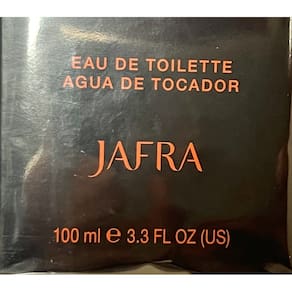 EAU DE TOILETTE
AGUA DE TOCADOR
JAFRA
100 ml ℮ 3.3 FL OZ (US)